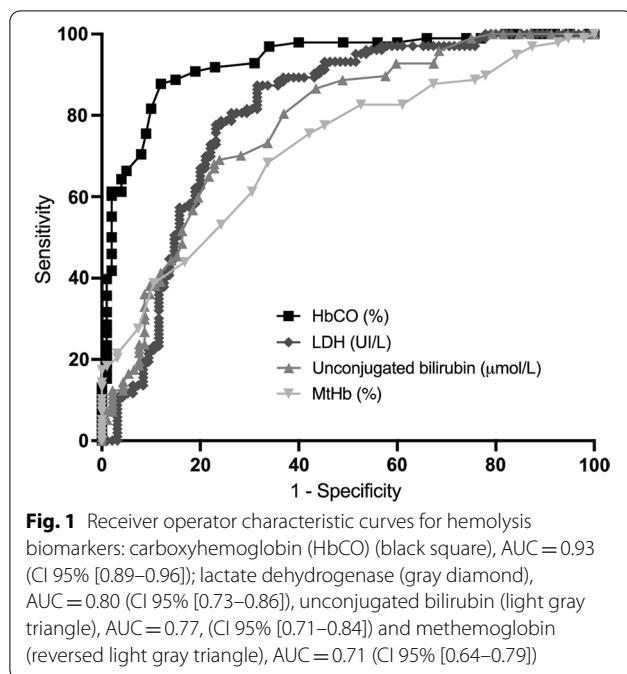 100
80
60
40
20
0
Sensitivity
HbCO (%)
LDH (UI/L)
Unconjugated bilirubin (μmol/L)
MtHb (%)
0 20 40 60 80 100
1 - Specificity
Fig. 1 Receiver operator characteristic curves for hemolysis
biomarkers: carboxyhemoglobin (HbCO) (black square), AUC = 0.93
(CI 95% [0.89–0.96]); lactate dehydrogenase (gray diamond),
AUC = 0.80 (CI 95% [0.73–0.86]), unconjugated bilirubin (light gray
triangle), AUC = 0.77, (CI 95% [0.71–0.84]) and methemoglobin
(reversed light gray triangle), AUC = 0.71 (CI 95% [0.64–0.79])